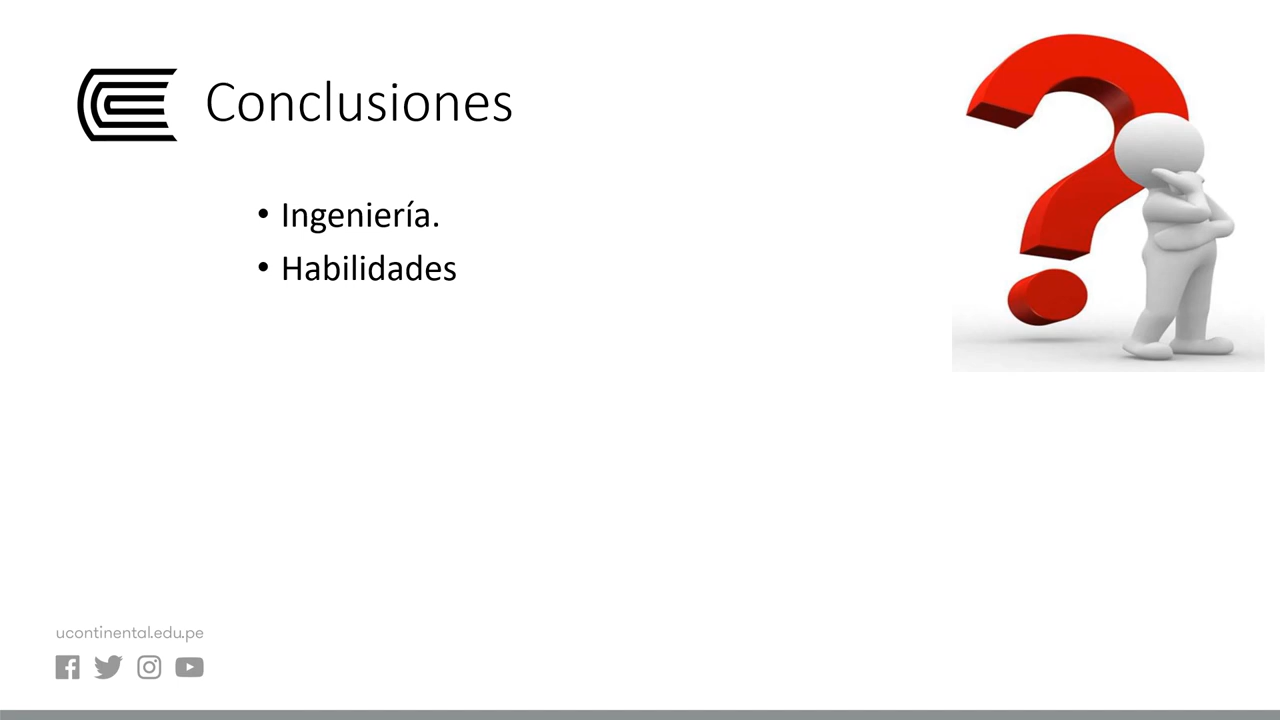 Conclusiones
• Ingeniería.
• Habilidades
ucontinental.edu.pe